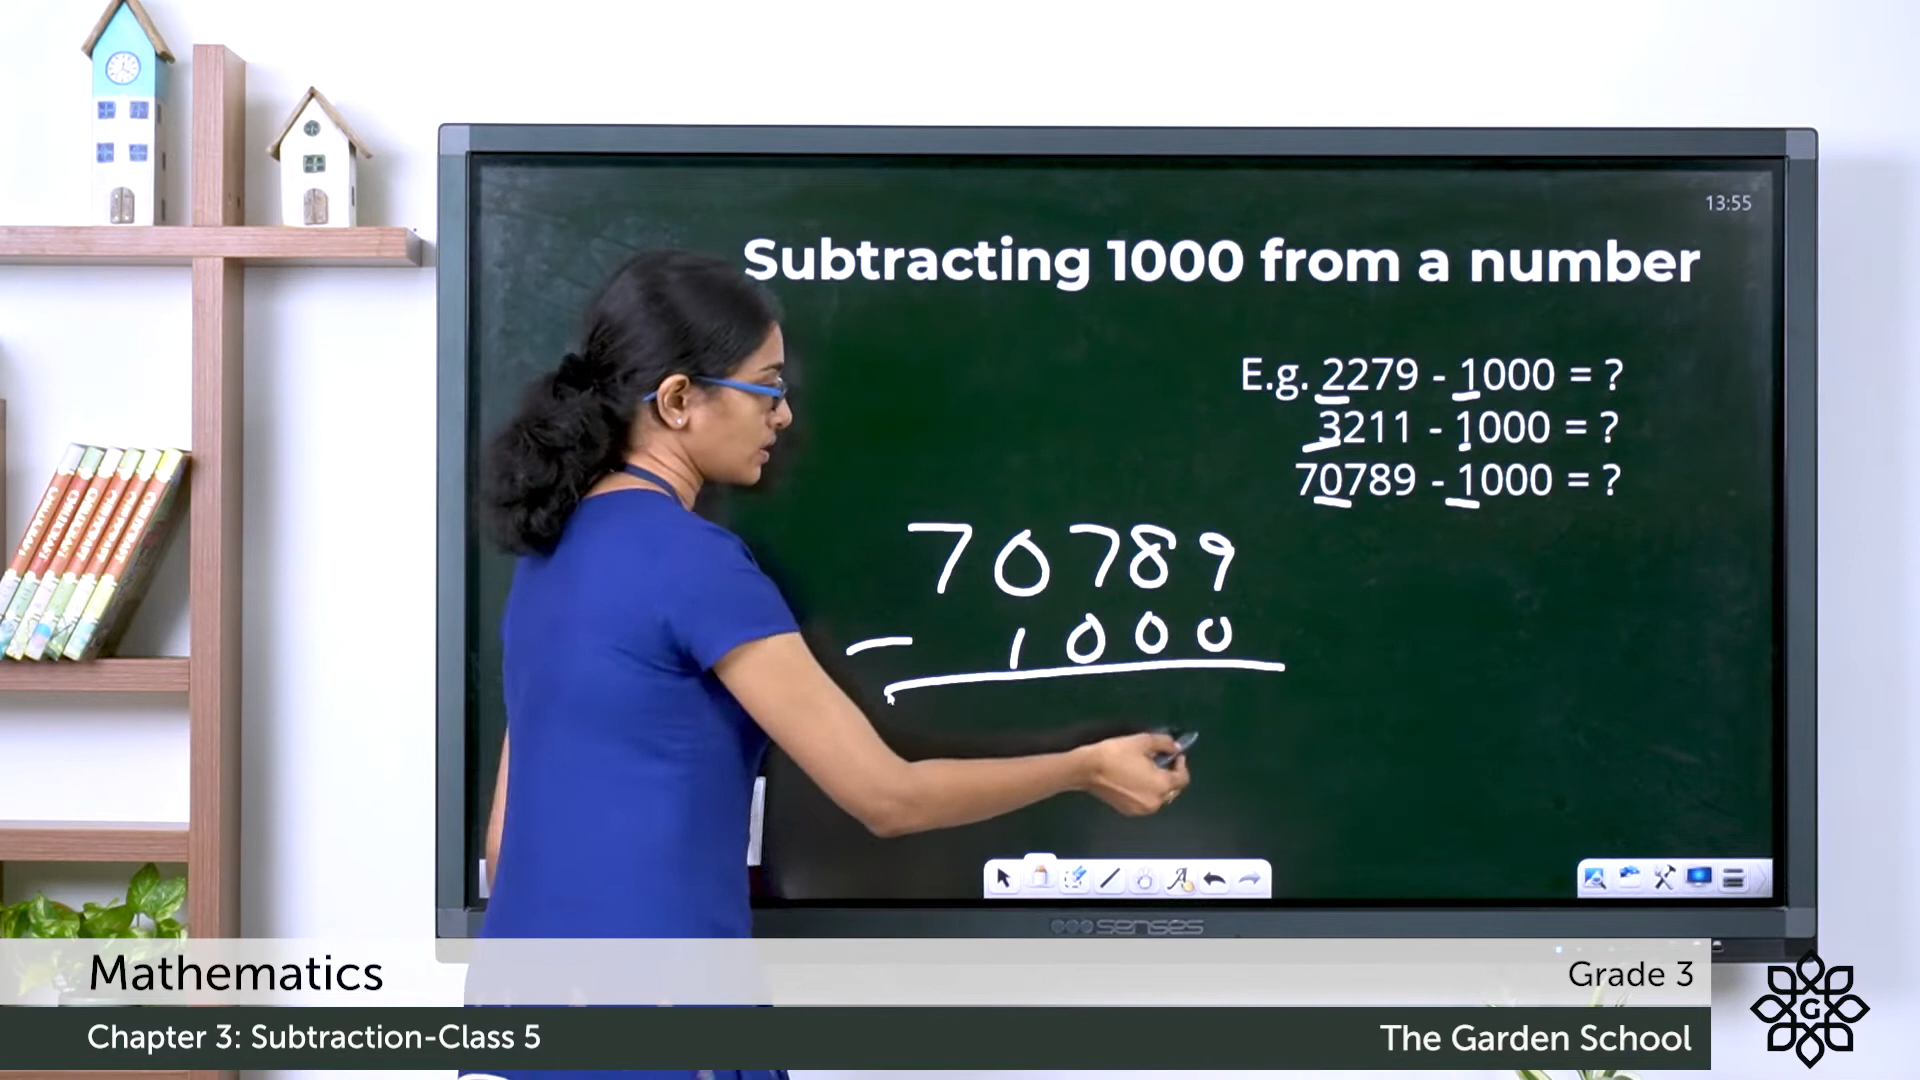 13:55
Subtracting 1000 from a number
E.g. 2279 - 1000 = ?
3211 - 1000 = ?
70789 - 1000 = ?
70789
- 1000
senses
Mathematics
Grade 3
Chapter 3: Subtraction-Class 5
The Garden School
G